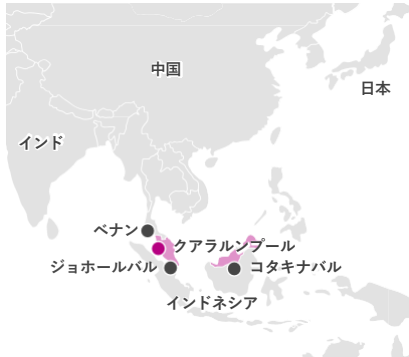 中国
日本
インド
ベナン
クアラルンプール
ジョホールバル
コタキナバル
インドネシア